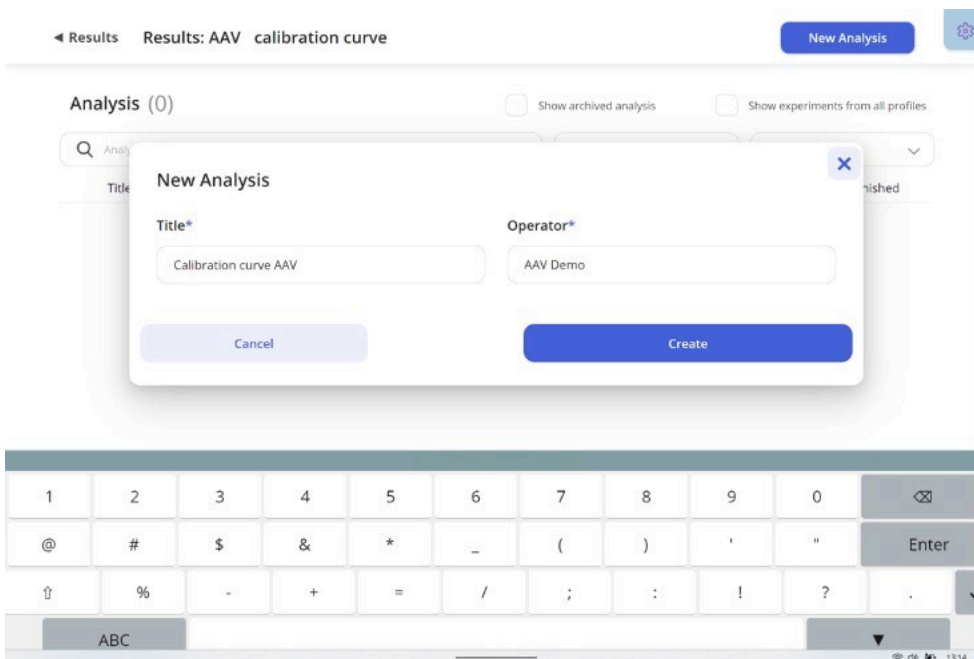 ◄ Results Results: AAV calibration curve New Analysis
Analysis (0) Show archived analysis Show experiments from all profiles
Title
New Analysis
Title* Operator*
Calibration curve AAV AAV Demo
Cancel Create
1 2 3 4 5 6 7 8 9 0
@ # $ & * _ ( ) ' " Enter
⇧ % - + = / ; : ! ? .
ABC ▼
13:14